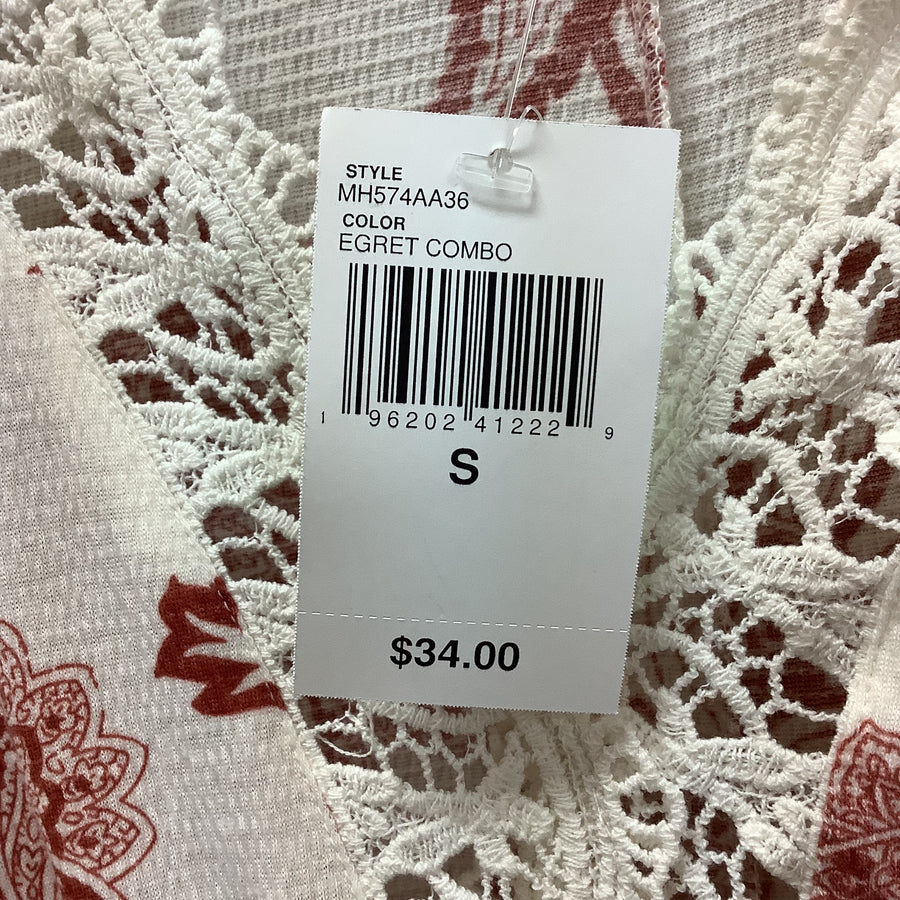 STYLE
MH574AA36
COLOR
EGRET COMBO
1 96202 41222 9
S
$34.00